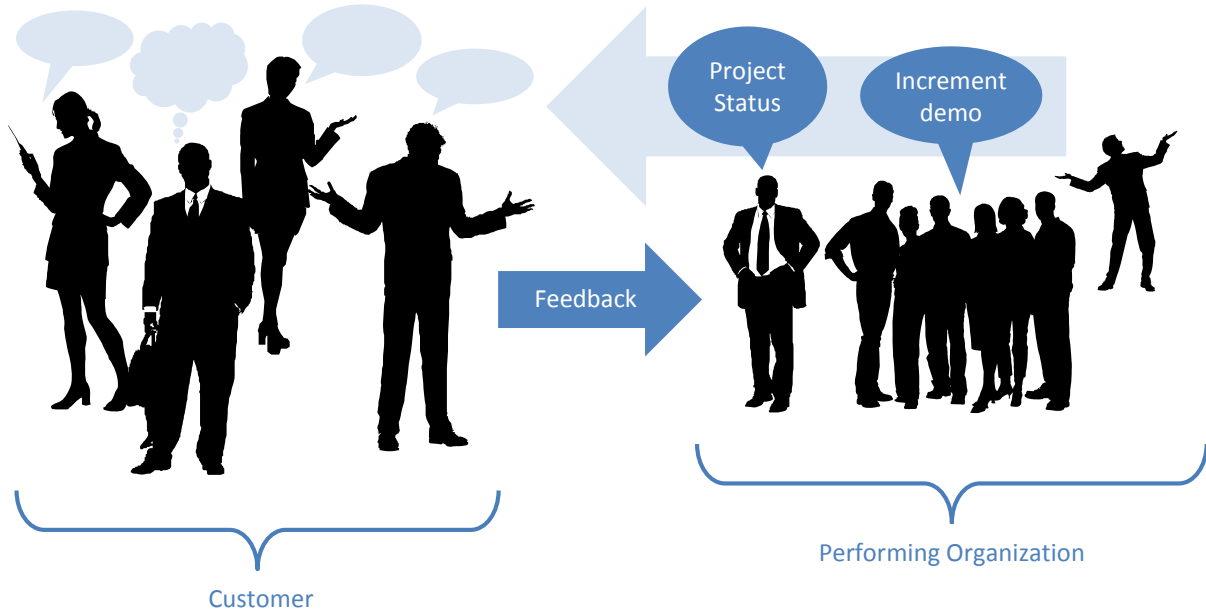 Project
Status
Increment
demo
Feedback
Performing Organization
Customer